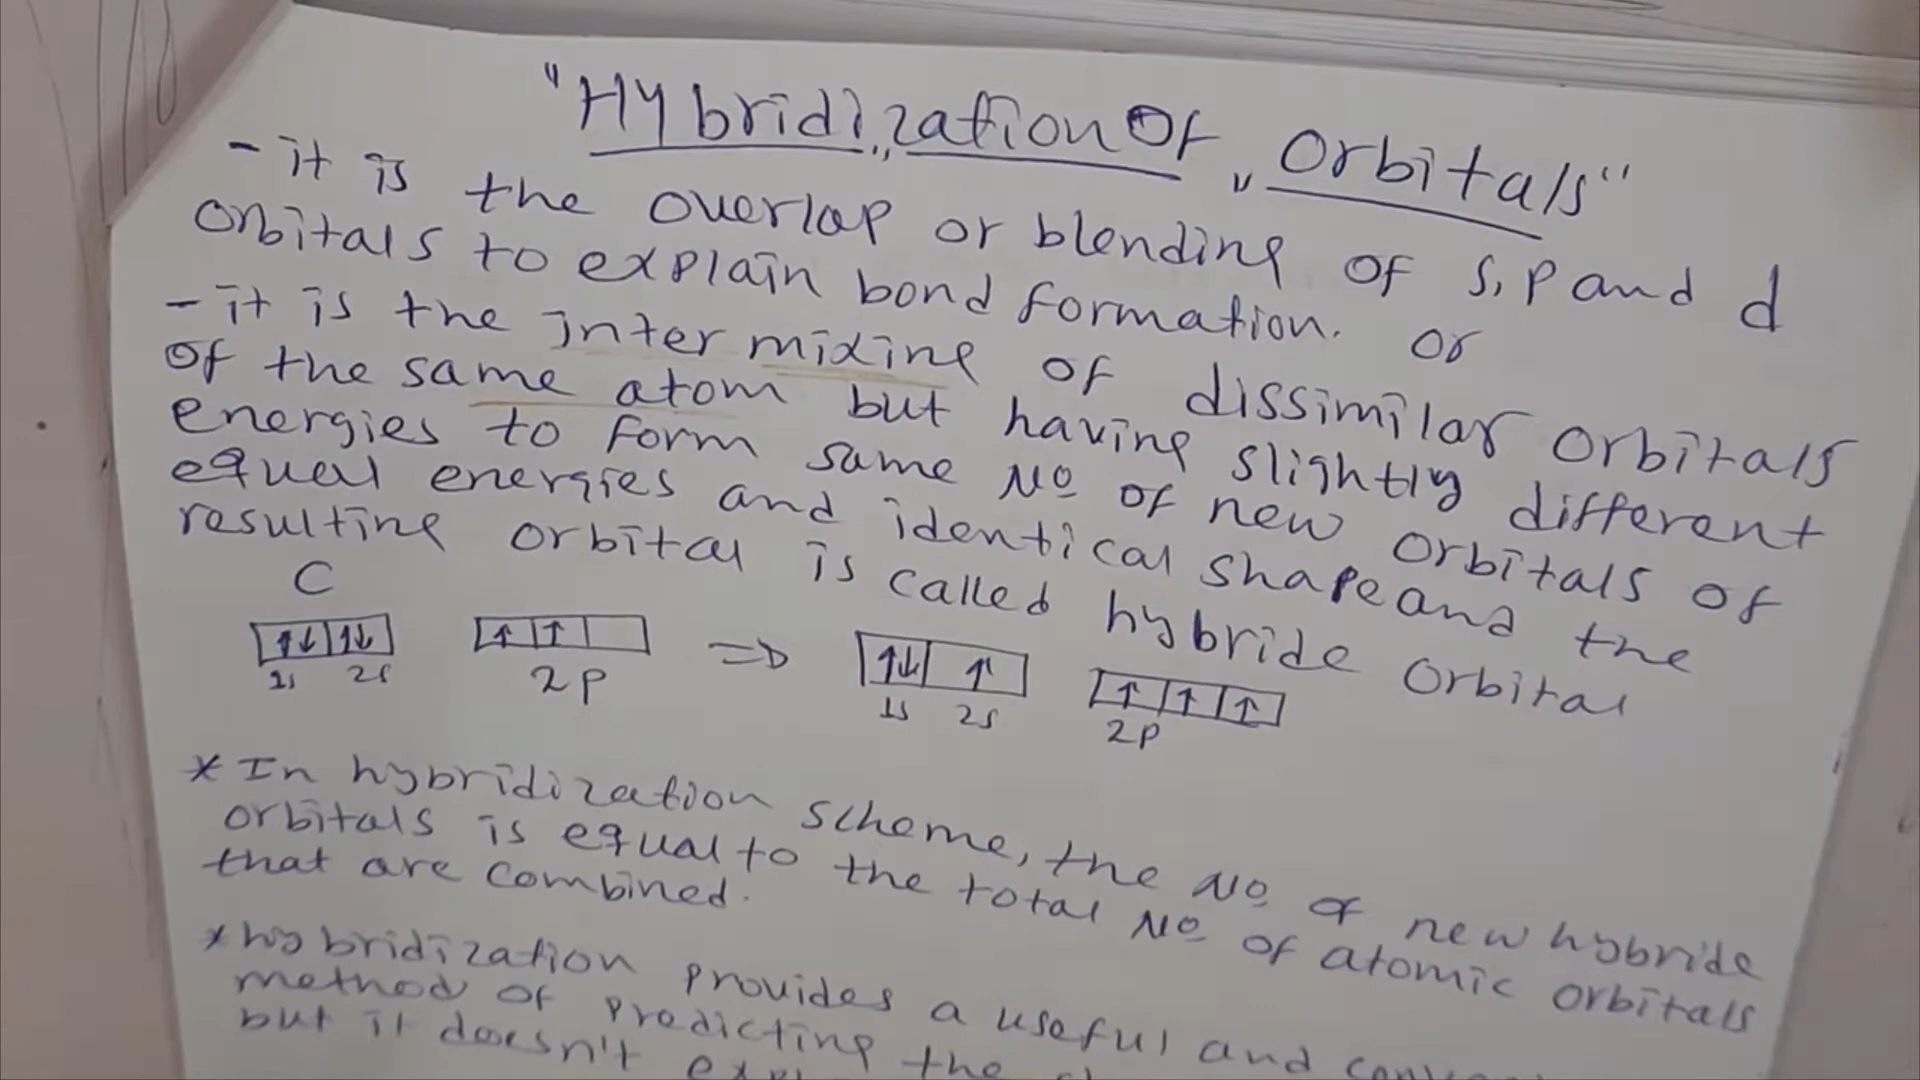 "Hybridization Of Orbitals"
- it is the overlap or blending of s, p and d
orbitals to explain bond formation. or
- it is the intermixing of dissimilar orbitals
of the same atom but having slightly different
energies to form same No of new orbitals of
equal energies and identical shape and the
resulting orbital is called hybride orbital
C
↑↓ ↑↓ ↑ ↑ => ↑↓ ↑ ↑ ↑ ↑
1s 2s 2p 1s 2s 2p
* In hybridization scheme, the No of new hybride
orbitals is equal to the total No of atomic orbitals
that are combined.
* hybridization provides a useful and
method of predicting the
but it doesn't